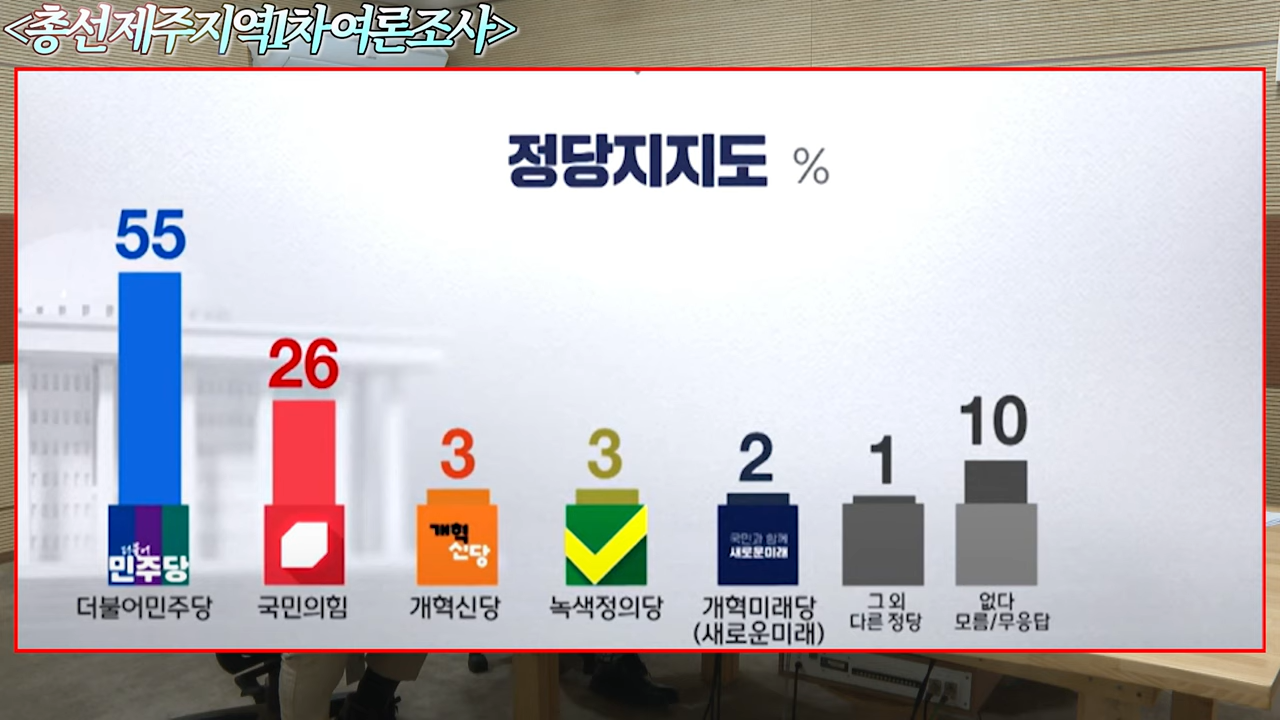 <총선 제주지역 1차 여론조사>
정당지지도 %
55
26
3
3
2
1
10
더불어
민주당
개혁
신당
국민과 함께
새로운미래
더불어민주당
국민의힘
개혁신당
녹색정의당
개혁미래당
(새로운미래)
그 외
다른 정당
없다
모름/무응답